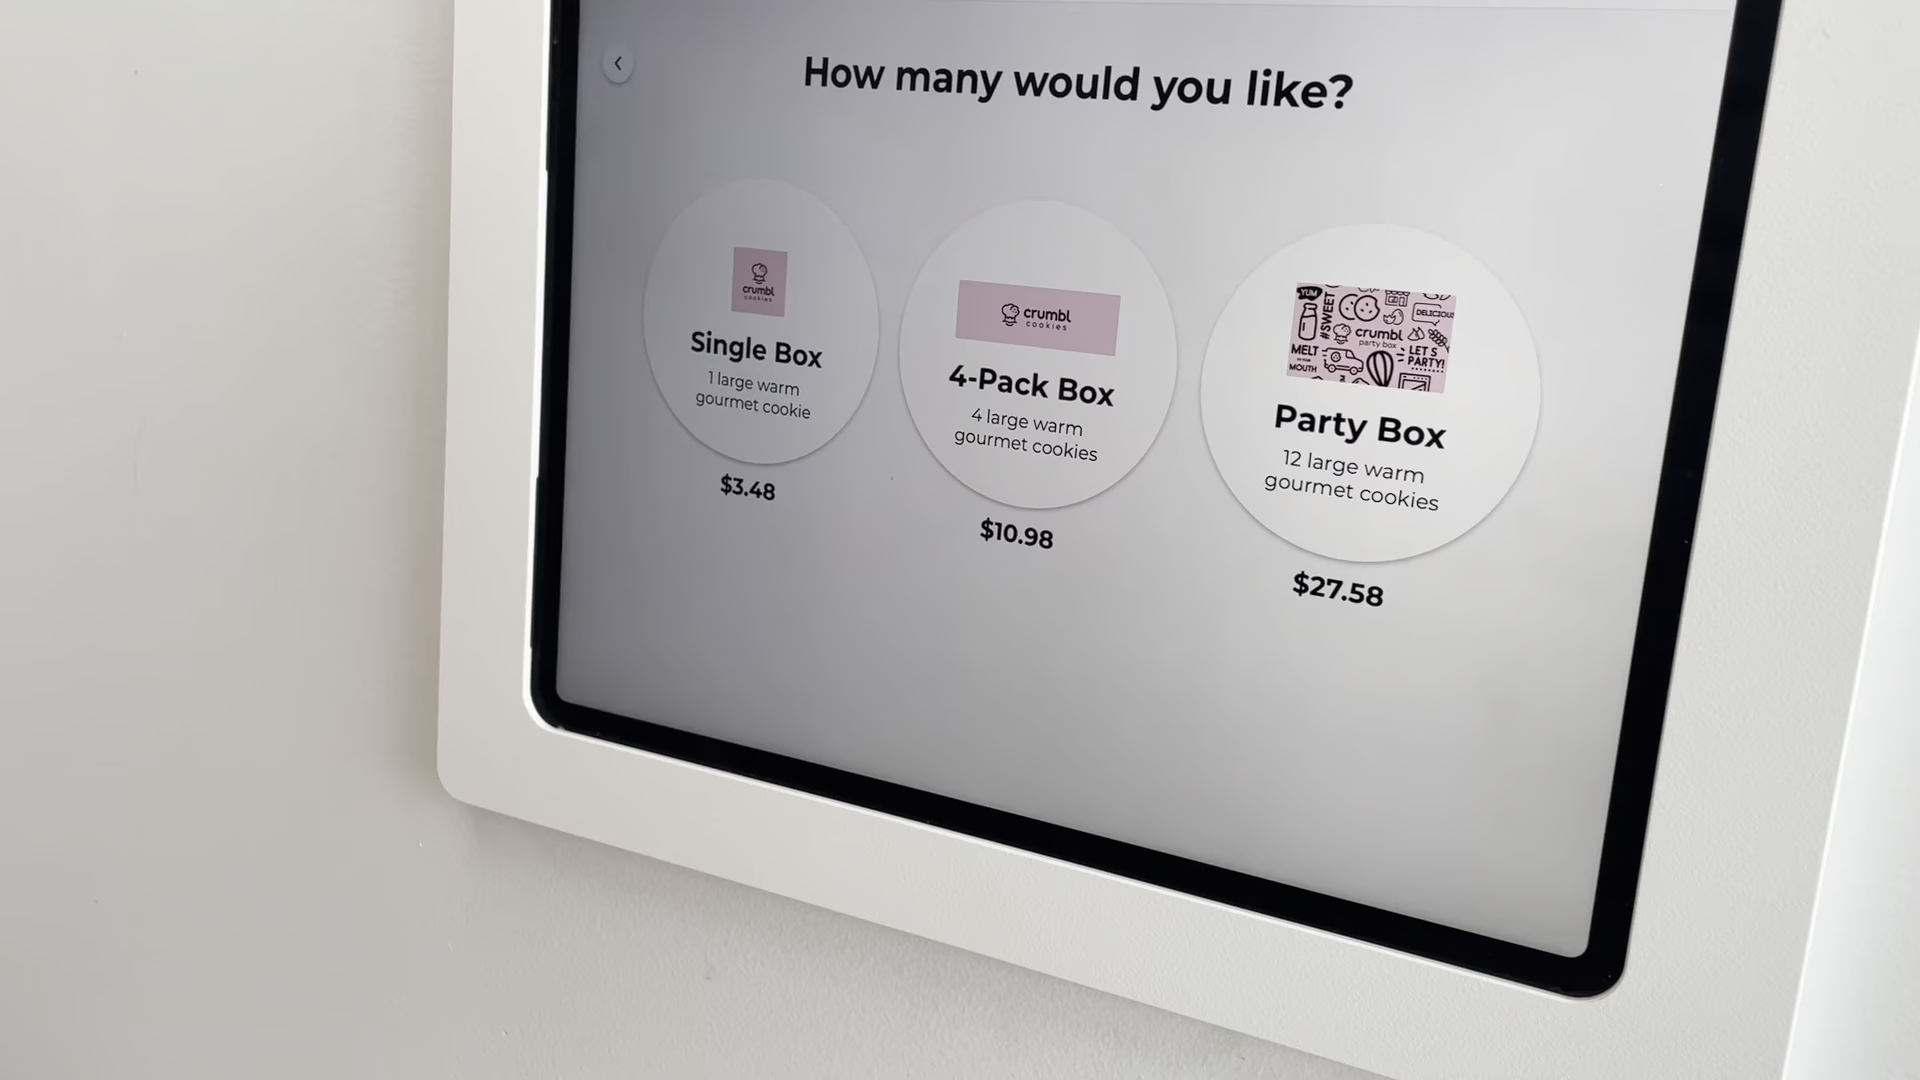 How many would you like?
crumbl
cookies
Single Box
1 large warm
gourmet cookie
$3.48
crumbl
cookies
4-Pack Box
4 large warm
gourmet cookies
$10.98
YUM
#SWEET
DELICIOUS
crumbl
party box
MELT
MOUTH
LET'S
PARTY!
Party Box
12 large warm
gourmet cookies
$27.58